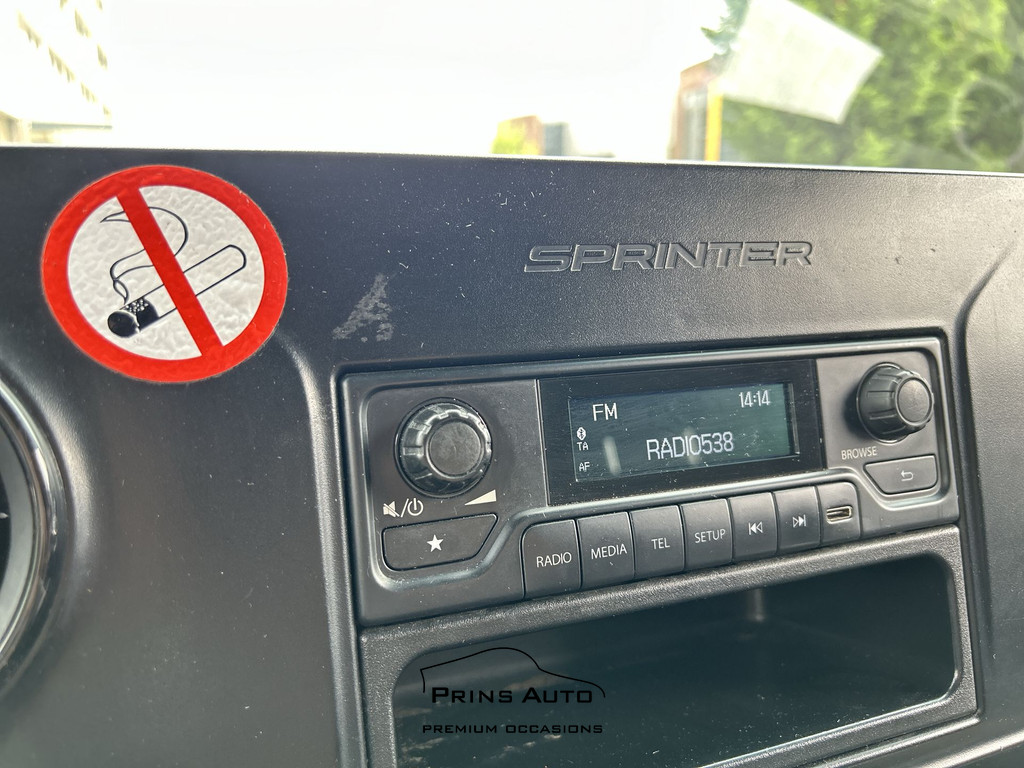 SPRINTER
FM 14:14
TA
RADIO538
AF
BROWSE
RADIO MEDIA TEL SETUP
PRINS AUTO
PREMIUM OCCASIONS